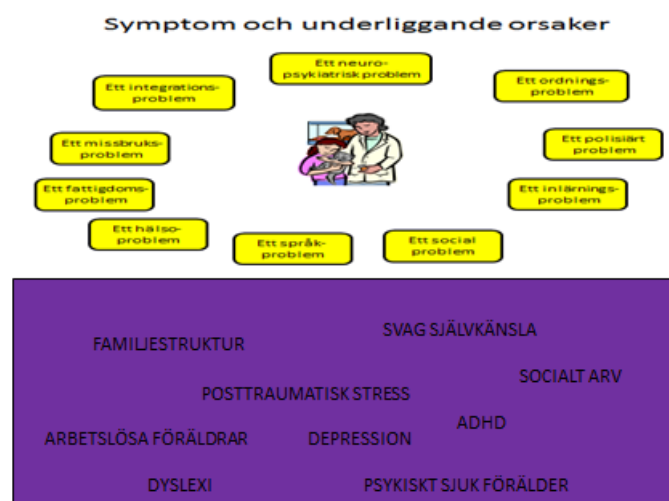 Symptom och underliggande orsaker
Ett neuro-
psykiatrisk problem
Ett integrations-
problem
Ett ordnings-
problem
Ett missbruks-
problem
Ett polisiärt
problem
Ett fattigdoms-
problem
Ett inlärnings-
problem
Ett hälso-
problem
Ett språk-
problem
Ett social
problem
SVAG SJÄLVKÄNSLA
FAMILJESTRUKTUR
SOCIALT ARV
POSTTRAUMATISK STRESS
ADHD
ARBETSLÖSA FÖRÄLDRAR
DEPRESSION
DYSLEXI
PSYKISKT SJUK FÖRÄLDER